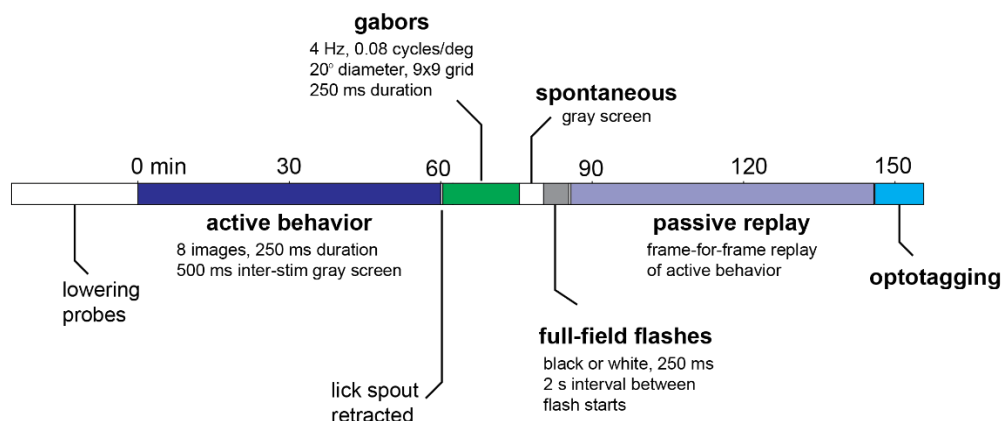 gabors
4 Hz, 0.08 cycles/deg
20° diameter, 9x9 grid
250 ms duration
spontaneous
gray screen
0 min
30
60
90
120
150
active behavior
8 images, 250 ms duration
500 ms inter-stim gray screen
passive replay
frame-for-frame replay
of active behavior
lowering
probes
optotagging
full-field flashes
black or white, 250 ms
2 s interval between
flash starts
lick spout
retracted